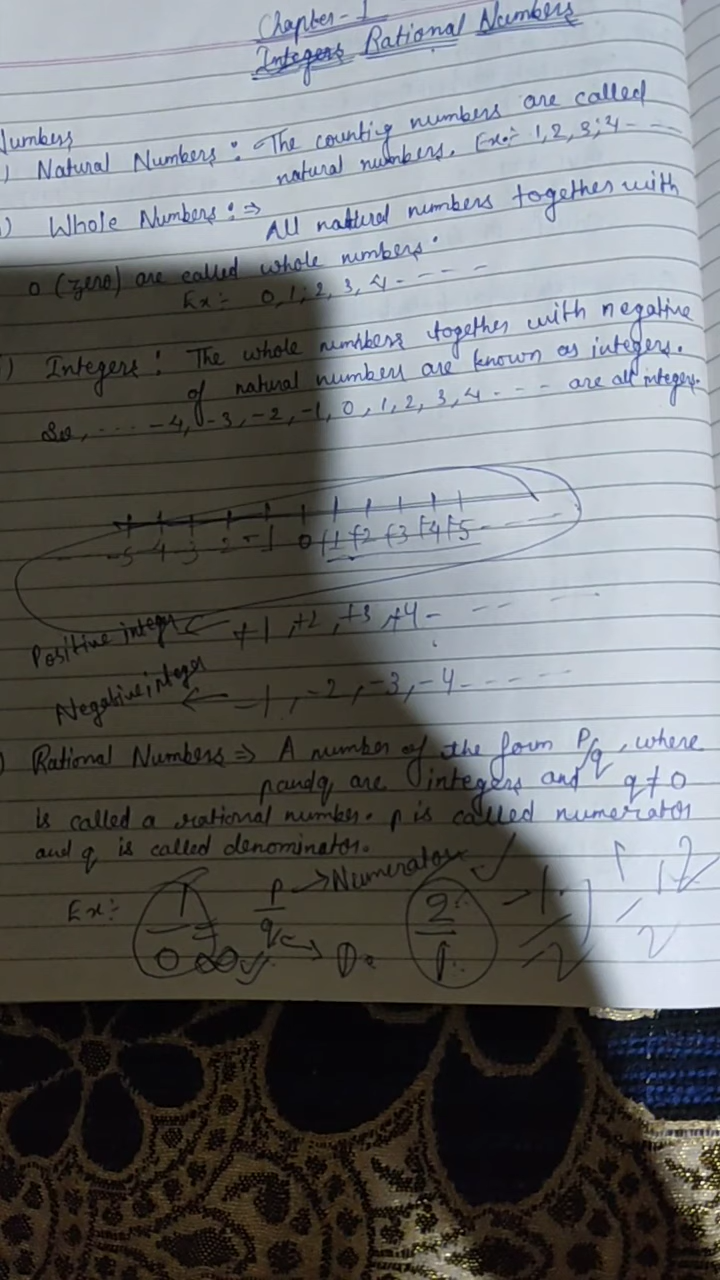 Chapter - 1
Integers Rational Numbers
Numbers
) Natural Numbers : The counting numbers are called
natural numbers. Ex:- 1, 2, 3, 4 - - -
) Whole Numbers : ⇒
All natural numbers together with
0 (zero) are called whole numbers.
Ex:- 0, 1, 2, 3, 4 - - - - -
) Integers : The whole numbers together with negative
of natural numbers are known as integers.
So, .... -4, -3, -2, -1, 0, 1, 2, 3, 4 - - - are all integers.
-5 -4 -3 -2 -1 0 +1 +2 +3 +4 +5 - - - -
Positive integer ← +1, +2, +3, +4 - - - -
Negative integer ← -1, -2, -3, -4 - - - - -
) Rational Numbers ⇒ A number of the form P/q, where
p and q are integers and q ≠ 0
is called a rational number. p is called numerator
and q is called denominator.
Ex:- 1/0 = ∞ p/q → Numerator → D. 2/1